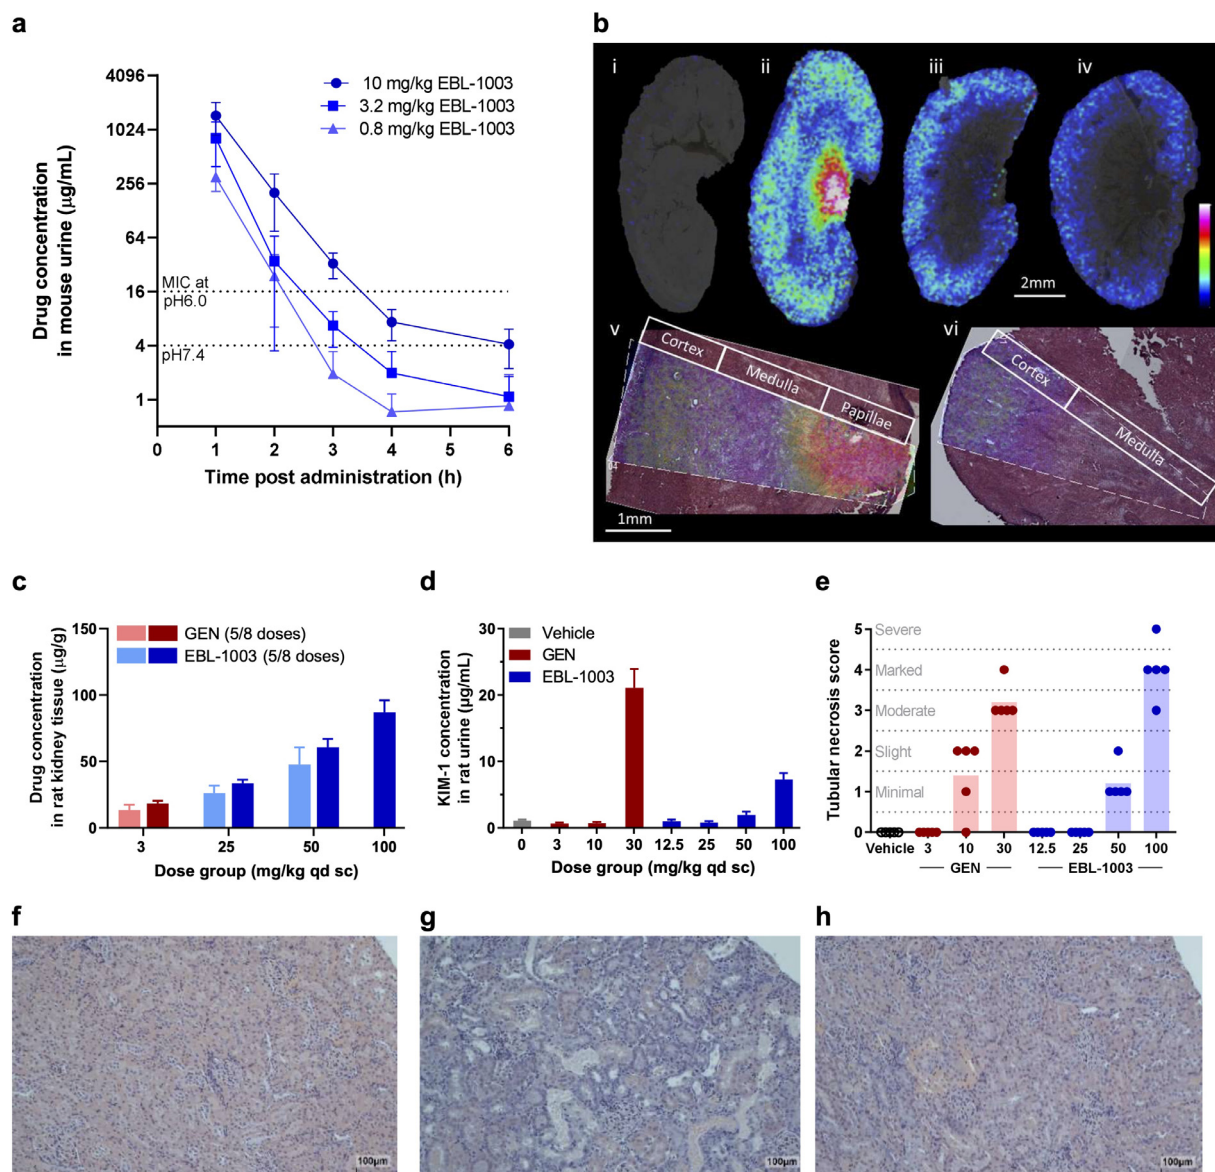 a
4096
1024
256
64
16
4
1
Drug concentration
in mouse urine (μg/mL)
10 mg/kg EBL-1003
3.2 mg/kg EBL-1003
0.8 mg/kg EBL-1003
MIC at
pH6.0
pH7.4
0 1 2 3 4 5 6
Time post administration (h)
b
i ii iii iv
2mm
v vi
Cortex Medulla Papillae
Cortex Medulla
1mm
c
150
100
50
0
Drug concentration
in rat kidney tissue (μg/g)
GEN (5/8 doses)
EBL-1003 (5/8 doses)
3 25 50 100
Dose group (mg/kg qd sc)
d
30
20
10
0
KIM-1 concentration
in rat urine (μg/mL)
Vehicle
GEN
EBL-1003
0 3 10 30 12.5 25 50 100
Dose group (mg/kg qd sc)
e
5
4
3
2
1
0
Tubular necrosis score
Severe
Marked
Moderate
Slight
Minimal
Vehicle 3 10 30 12.5 25 50 100
GEN EBL-1003
f
100μm
g
100μm
h
100μm